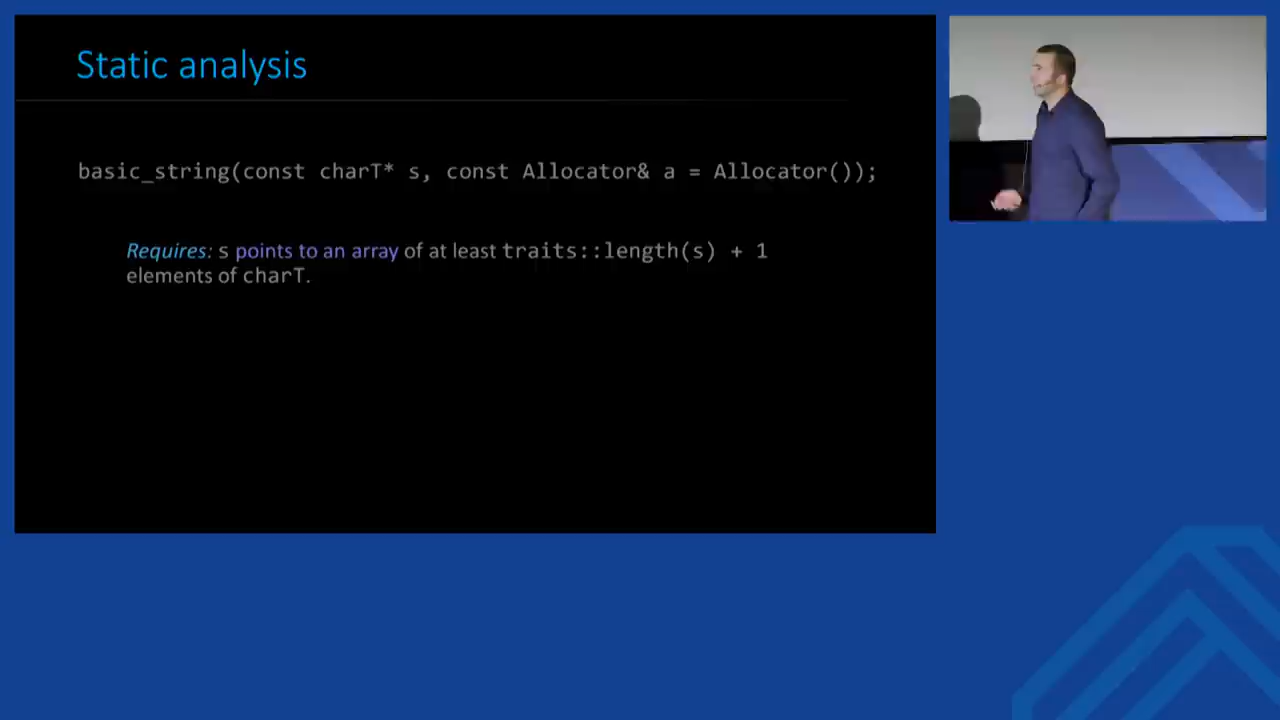 Static analysis
basic_string(const charT* s, const Allocator& a = Allocator());
Requires: s points to an array of at least traits::length(s) + 1
elements of charT.